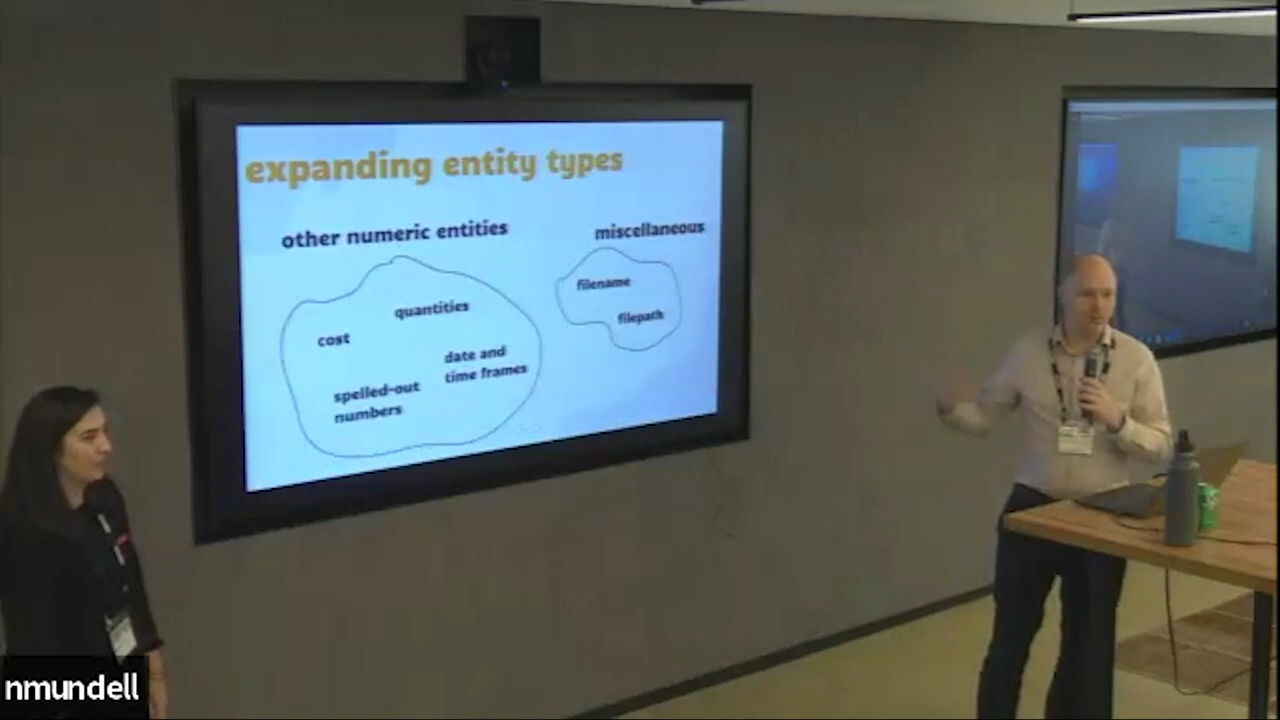 expanding entity types
other numeric entities
miscellaneous
quantities
cost
date and
time frames
spelled-out
numbers
filename
filepath
nmundell